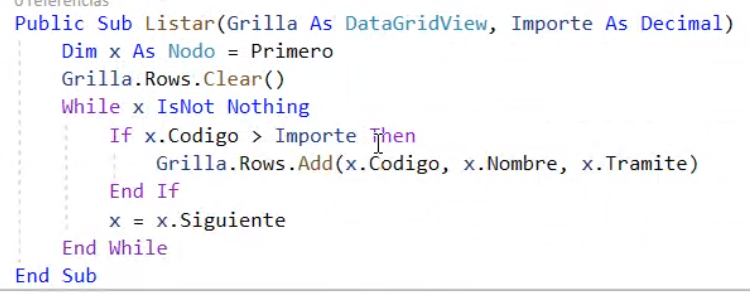 0 referencias
Public Sub Listar(Grilla As DataGridView, Importe As Decimal)
Dim x As Nodo = Primero
Grilla.Rows.Clear()
While x IsNot Nothing
If x.Codigo > Importe Then
Grilla.Rows.Add(x.Codigo, x.Nombre, x.Tramite)
End If
x = x.Siguiente
End While
End Sub